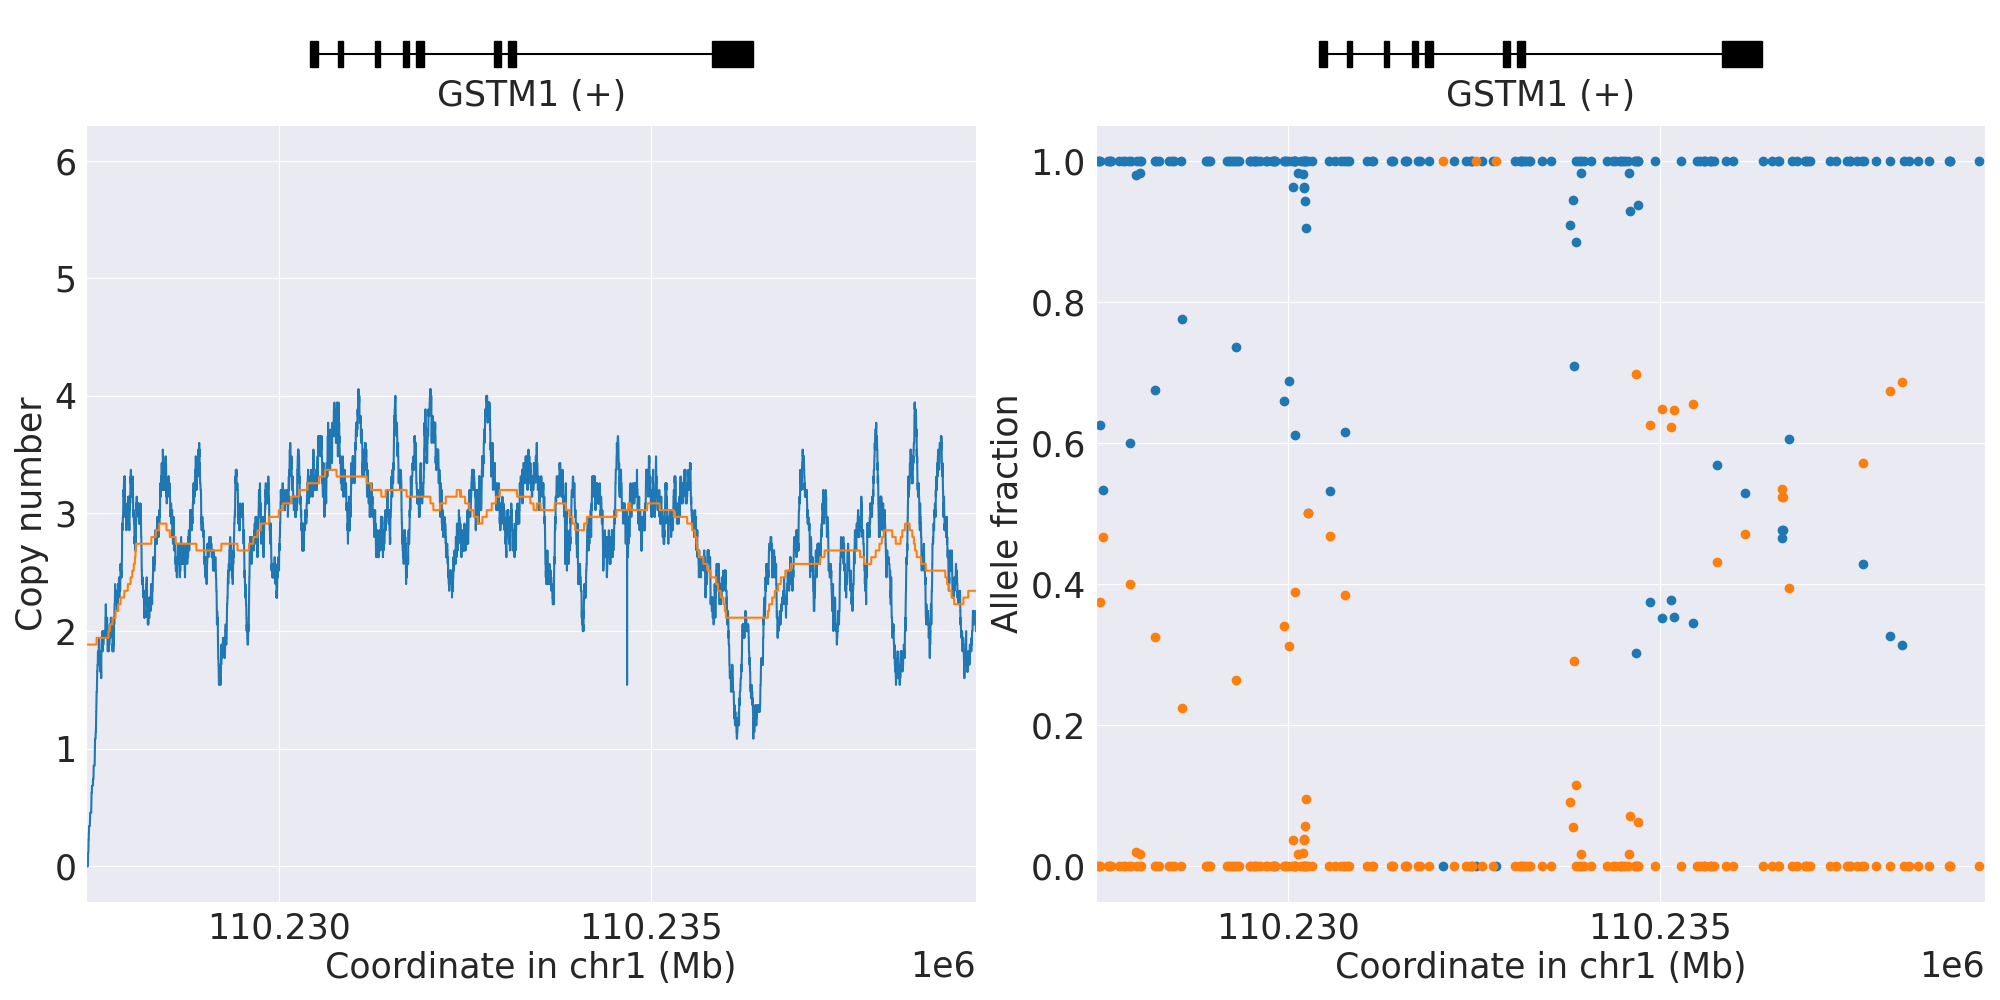 GSTM1 (+)
GSTM1 (+)
6
5
4
3
2
1
0
Copy number
110.230
110.235
Coordinate in chr1 (Mb)
1e6
1.0
0.8
0.6
0.4
0.2
0.0
Allele fraction
110.230
110.235
Coordinate in chr1 (Mb)
1e6